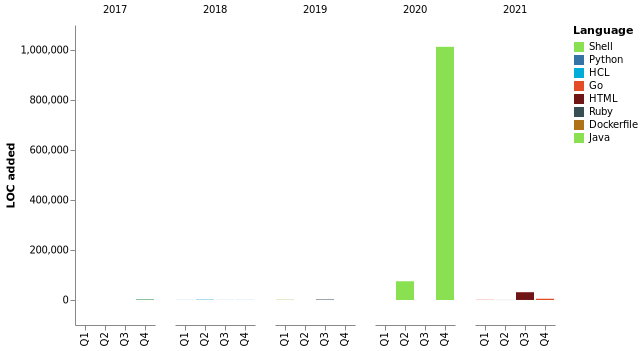 2017 2018 2019 2020 2021
Language
Shell
Python
HCL
Go
HTML
Ruby
Dockerfile
Java
LOC added
1,000,000
800,000
600,000
400,000
200,000
0
Q1 Q2 Q3 Q4 Q1 Q2 Q3 Q4 Q1 Q2 Q3 Q4 Q1 Q2 Q3 Q4 Q1 Q2 Q3 Q4